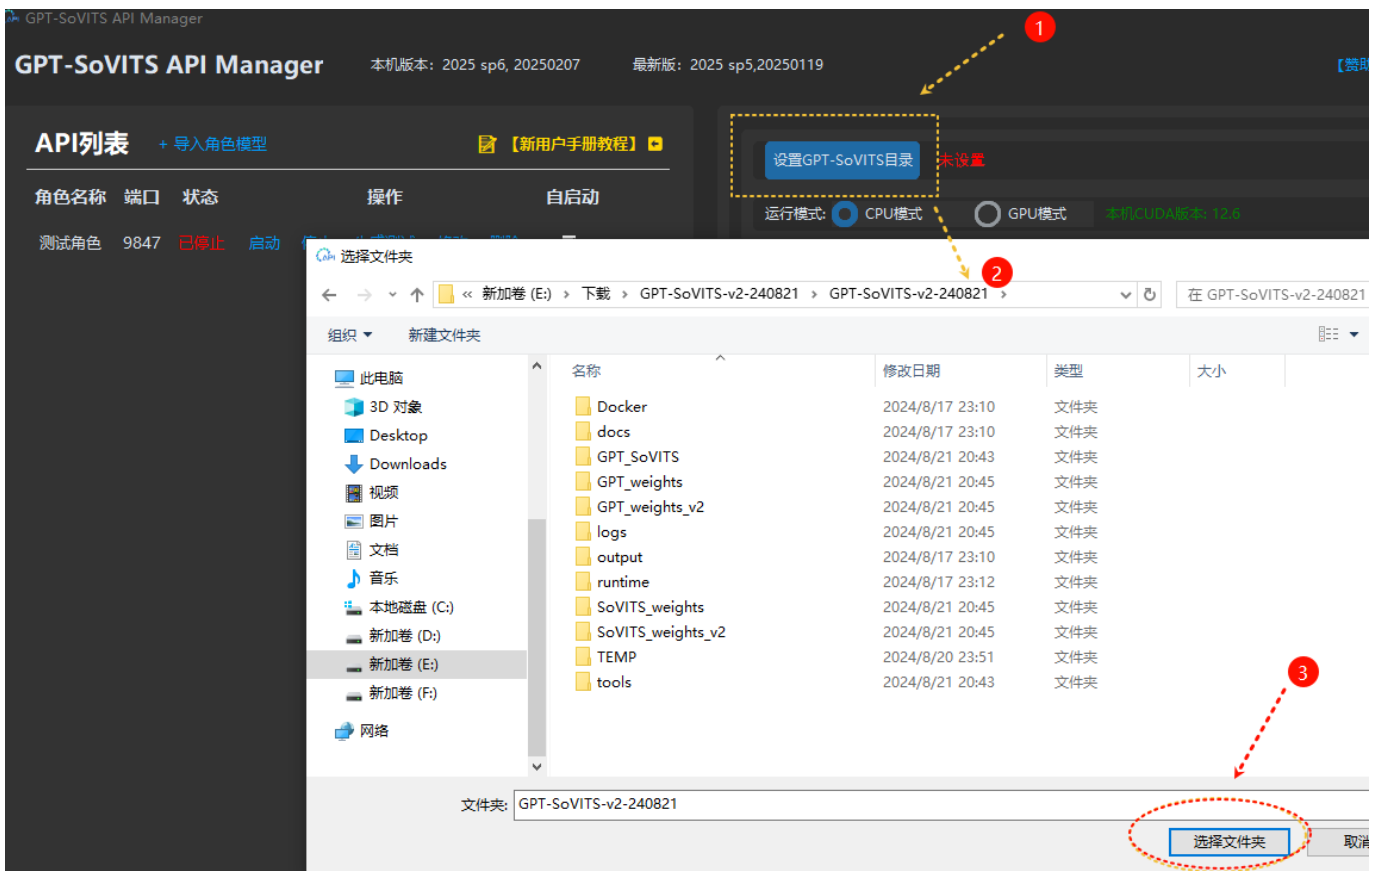 GPT-SoVITS API Manager
1
GPT-SoVITS API Manager 本机版本: 2025 sp6, 20250207 最新版: 2025 sp5,20250119 【赞助
API列表 + 导入角色模型 【新用户手册教程】
设置GPT-SoVITS目录 未设置
角色名称 端口 状态 操作 自启动
运行模式: CPU模式 GPU模式 本机CUDA版本: 12.6
测试角色 9847 已停止 启动
选择文件夹
2
« 新加卷 (E:) › 下载 › GPT-SoVITS-v2-240821 › GPT-SoVITS-v2-240821 › 在 GPT-SoVITS-v2-240821
组织 新建文件夹
名称 修改日期 类型 大小
此电脑
3D 对象
Desktop
Downloads
视频
图片
文档
音乐
本地磁盘 (C:)
新加卷 (D:)
新加卷 (E:)
新加卷 (F:)
网络
Docker 2024/8/17 23:10 文件夹
docs 2024/8/17 23:10 文件夹
GPT_SoVITS 2024/8/21 20:43 文件夹
GPT_weights 2024/8/21 20:45 文件夹
GPT_weights_v2 2024/8/21 20:45 文件夹
logs 2024/8/21 20:45 文件夹
output 2024/8/17 23:10 文件夹
runtime 2024/8/17 23:12 文件夹
SoVITS_weights 2024/8/21 20:45 文件夹
SoVITS_weights_v2 2024/8/21 20:45 文件夹
TEMP 2024/8/20 23:51 文件夹
tools 2024/8/21 20:43 文件夹
3
文件夹: GPT-SoVITS-v2-240821
选择文件夹 取消